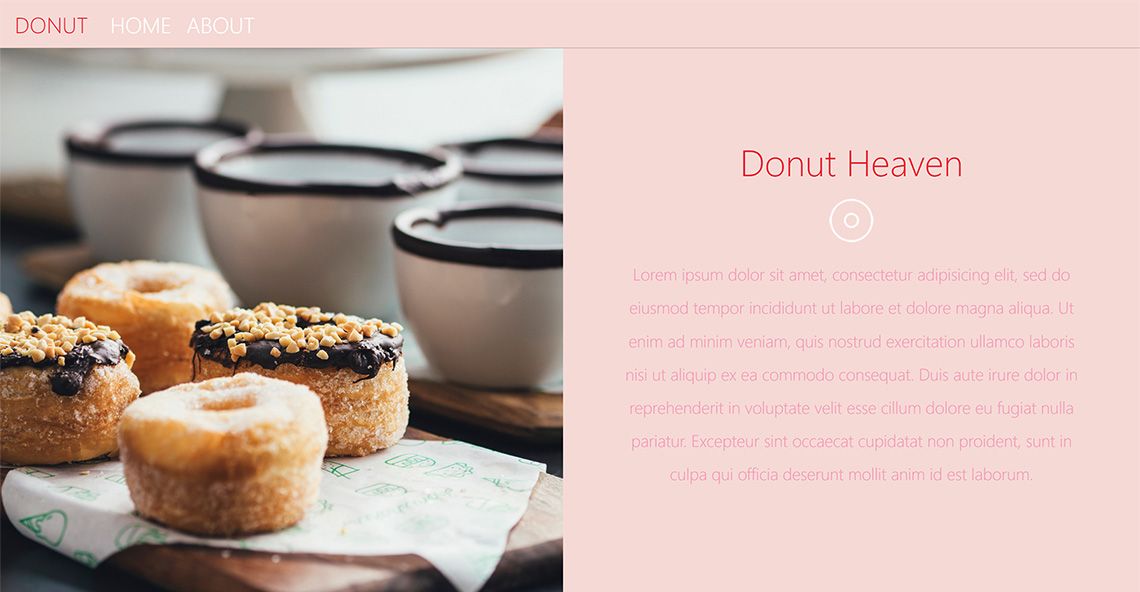 DONUT HOME ABOUT
Donut Heaven
Lorem ipsum dolor sit amet, consectetur adipisicing elit, sed do
eiusmod tempor incididunt ut labore et dolore magna aliqua. Ut
enim ad minim veniam, quis nostrud exercitation ullamco laboris
nisi ut aliquip ex ea commodo consequat. Duis aute irure dolor in
reprehenderit in voluptate velit esse cillum dolore eu fugiat nulla
pariatur. Excepteur sint occaecat cupidatat non proident, sunt in
culpa qui officia deserunt mollit anim id est laborum.